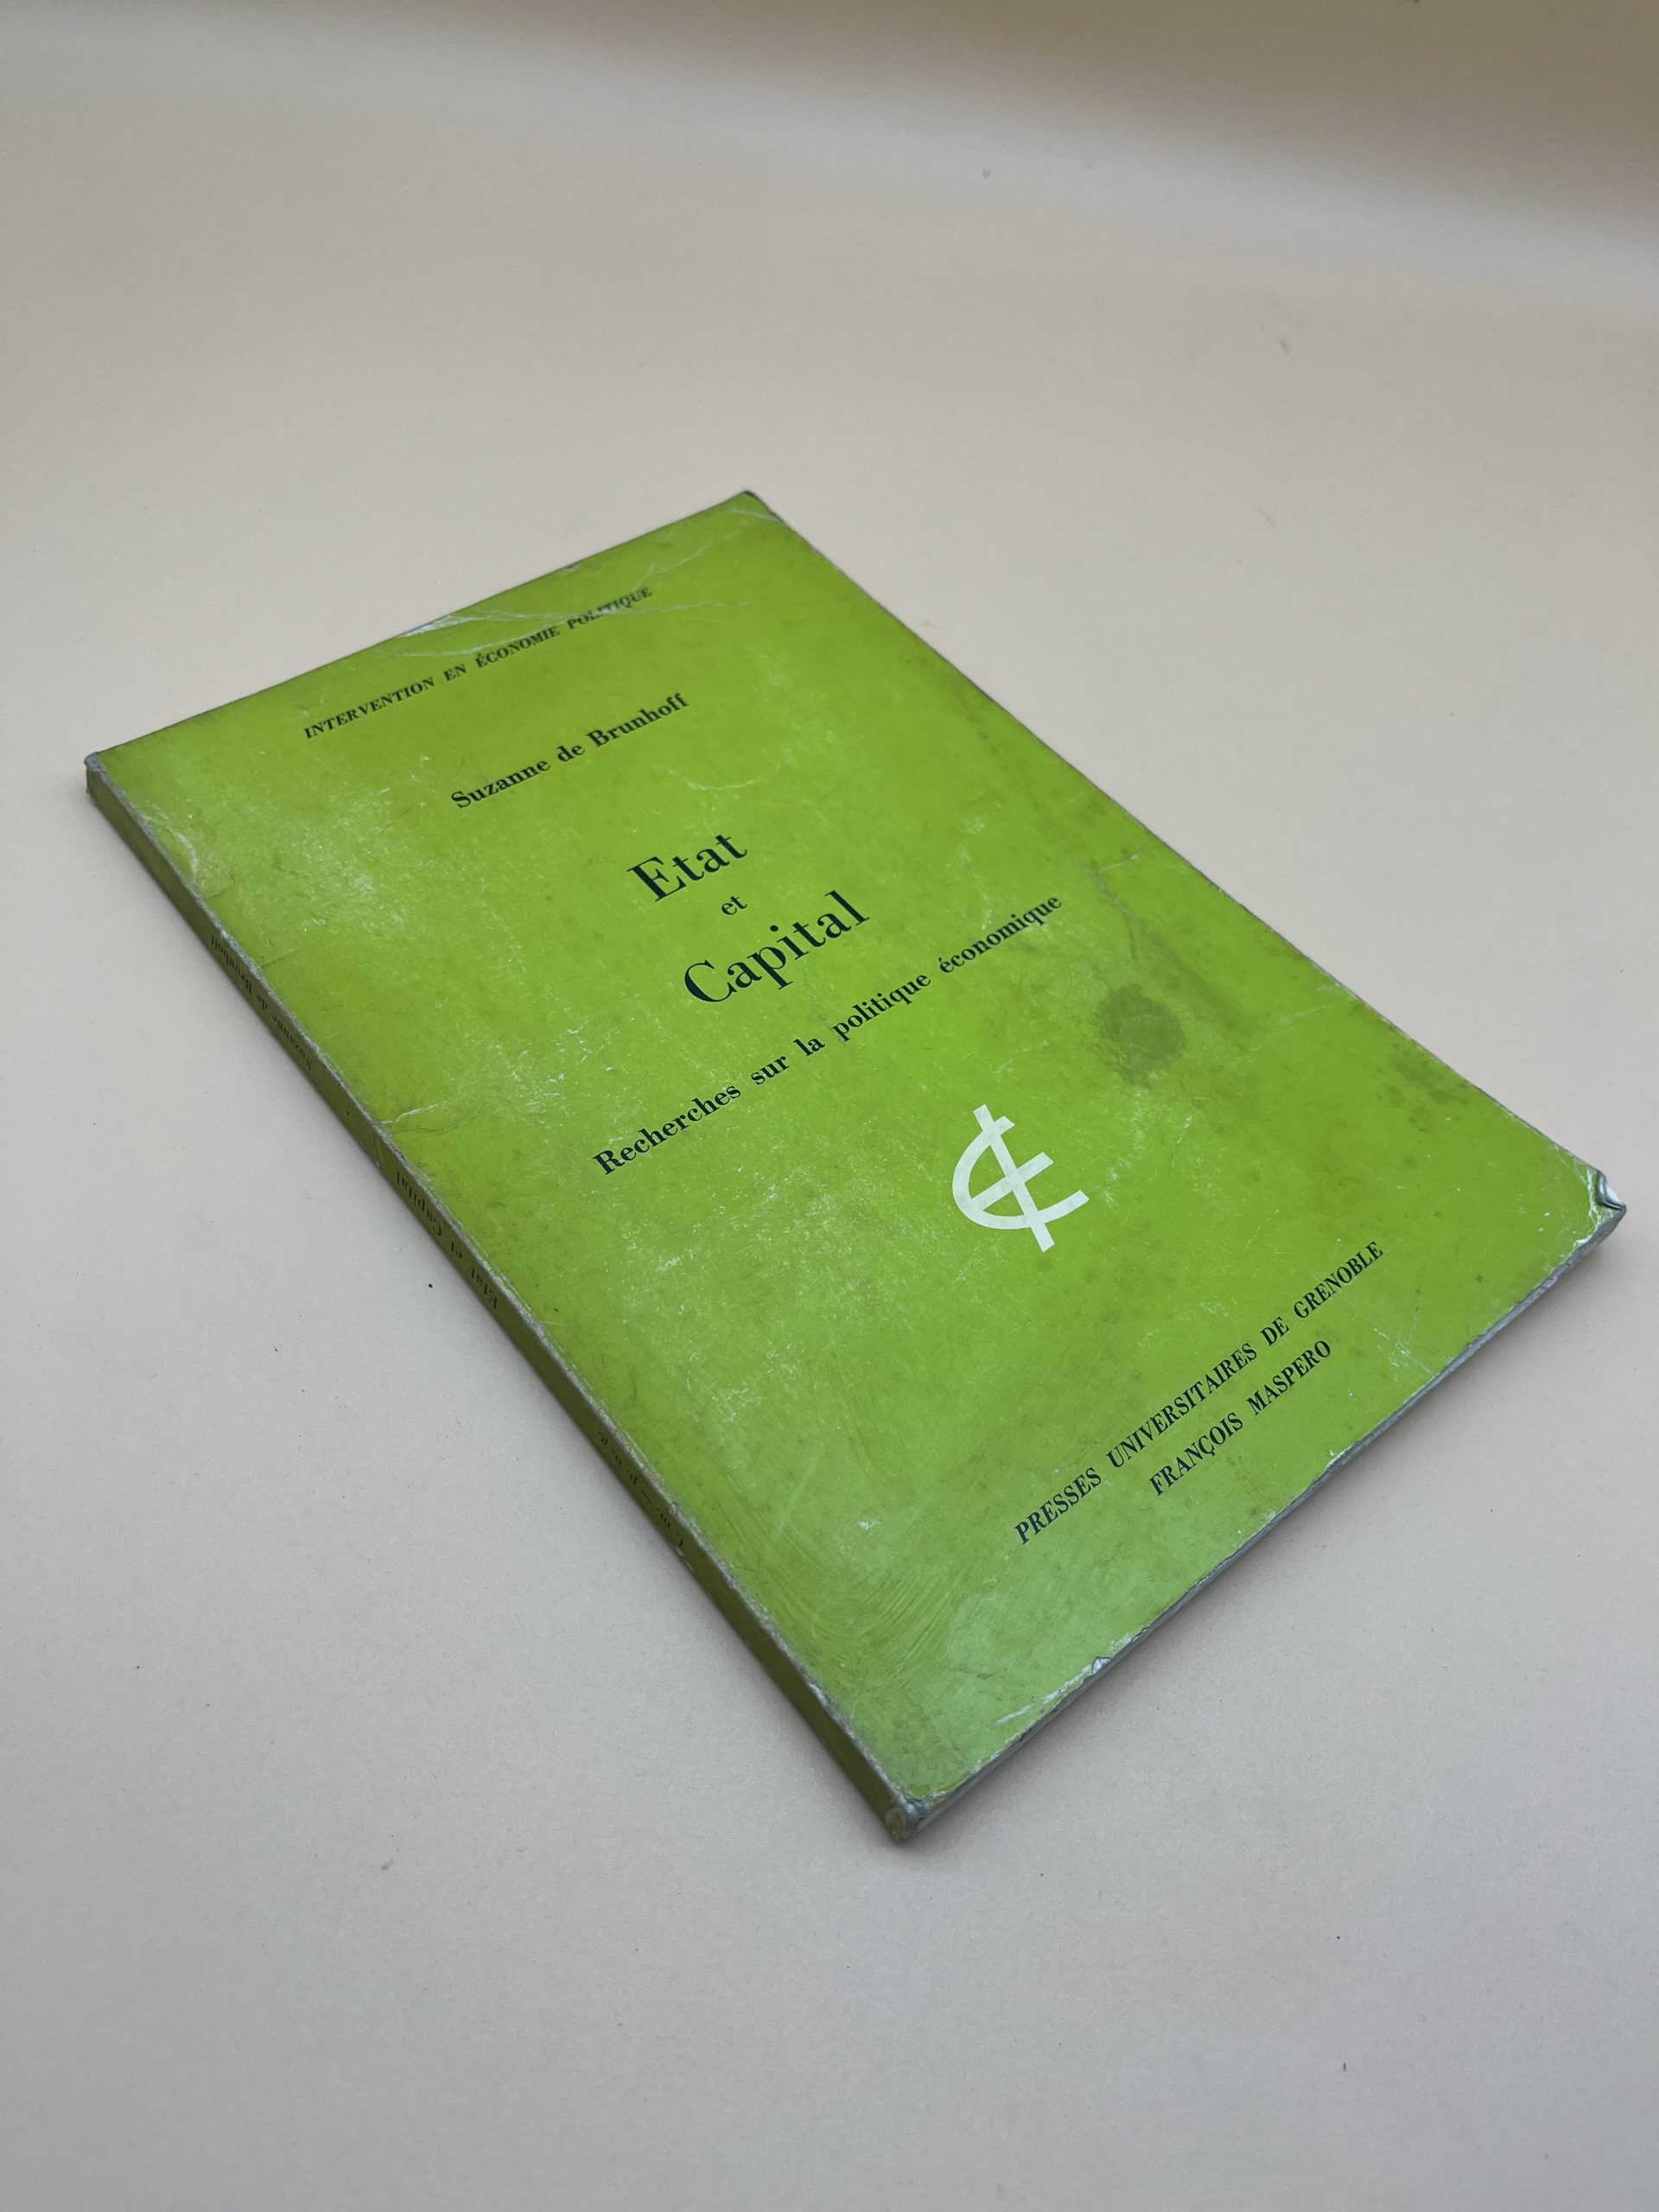 INTERVENTION EN ÉCONOMIE POLITIQUE
Suzanne de Brunhoff
Etat
et
Capital
Recherches sur la politique économique
PRESSES UNIVERSITAIRES DE GRENOBLE
FRANÇOIS MASPERO
Suzanne de Brunhoff
Etat et Capital